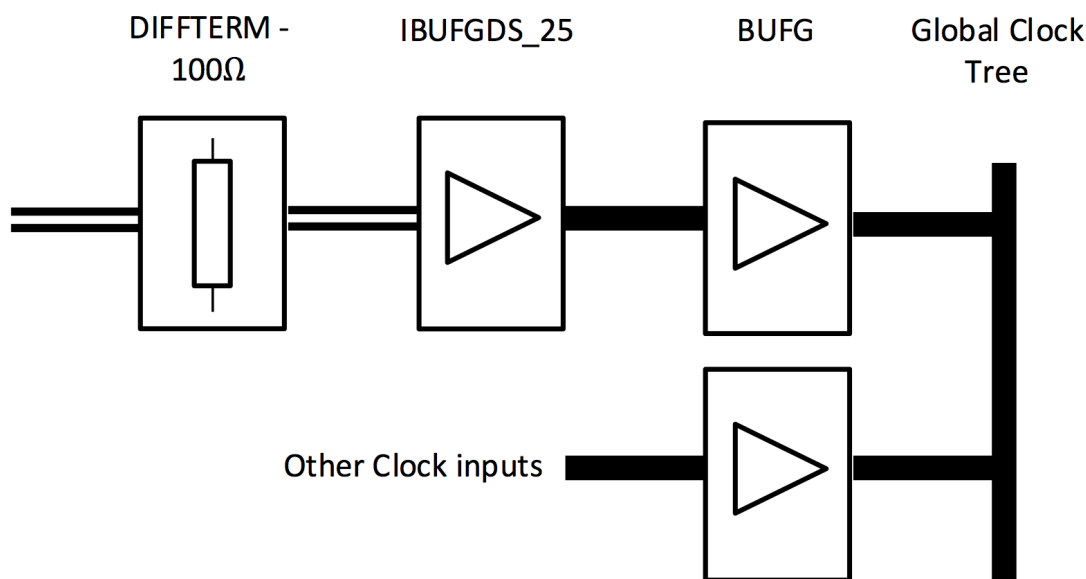 DIFFTERM -
100Ω
IBUFGDS_25
BUFG
Global Clock
Tree
Other Clock inputs